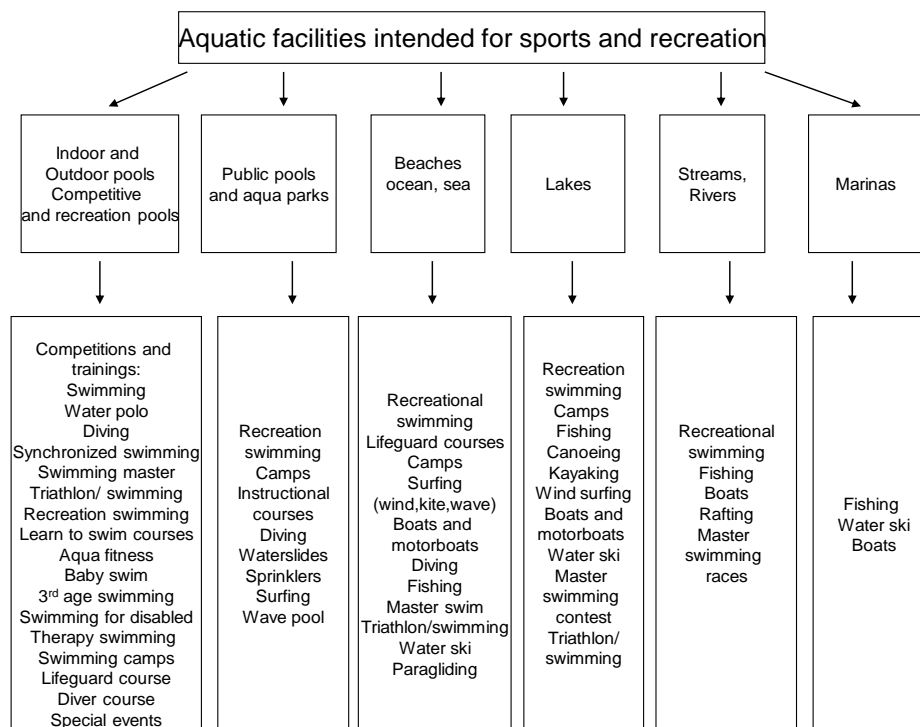 Aquatic facilities intended for sports and recreation
Indoor and
Outdoor pools
Competitive
and recreation pools
Public pools
and aqua parks
Beaches
ocean, sea
Lakes
Streams,
Rivers
Marinas
Competitions and
trainings:
Swimming
Water polo
Diving
Synchronized swimming
Swimming master
Triathlon/ swimming
Recreation swimming
Learn to swim courses
Aqua fitness
Baby swim
3rd age swimming
Swimming for disabled
Therapy swimming
Swimming camps
Lifeguard course
Diver course
Special events
Recreation
swimming
Camps
Instructional
courses
Diving
Waterslides
Sprinklers
Surfing
Wave pool
Recreational
swimming
Lifeguard courses
Camps
Surfing
(wind,kite,wave)
Boats and
motorboats
Diving
Fishing
Master swim
Triathlon/swimming
Water ski
Paragliding
Recreation
swimming
Camps
Fishing
Canoeing
Kayaking
Wind surfing
Boats and
motorboats
Water ski
Master
swimming
contest
Triathlon/
swimming
Recreational
swimming
Fishing
Boats
Rafting
Master
swimming
races
Fishing
Water ski
Boats